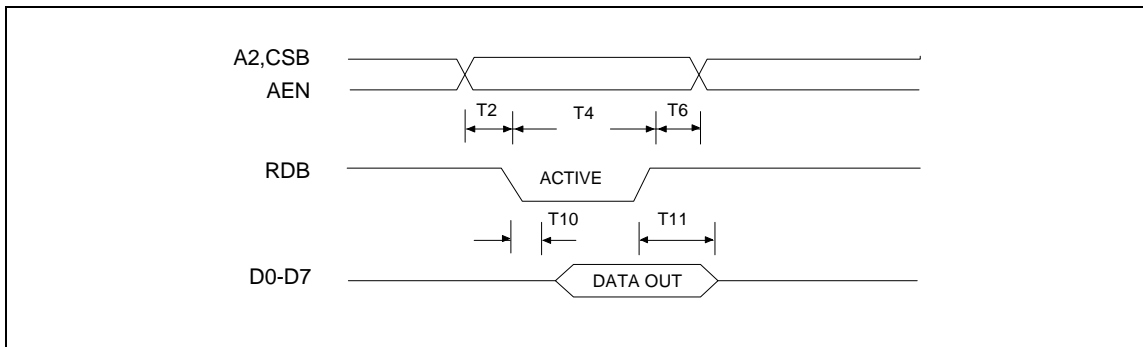 A2,CSB
AEN
T2
T4
T6
RDB
ACTIVE
T10
T11
D0-D7
DATA OUT